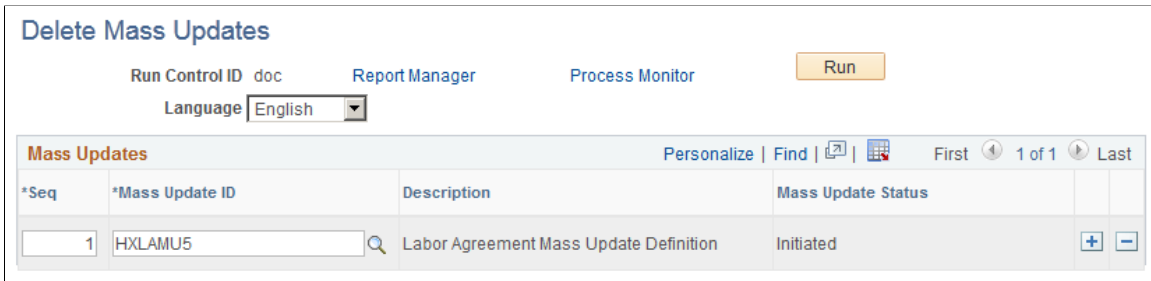 Delete Mass Updates
Run Control ID doc Report Manager Process Monitor Run
Language English
Mass Updates Personalize | Find | | First 1 of 1 Last
*Seq *Mass Update ID Description Mass Update Status
1 HXLAMU5 Labor Agreement Mass Update Definition Initiated